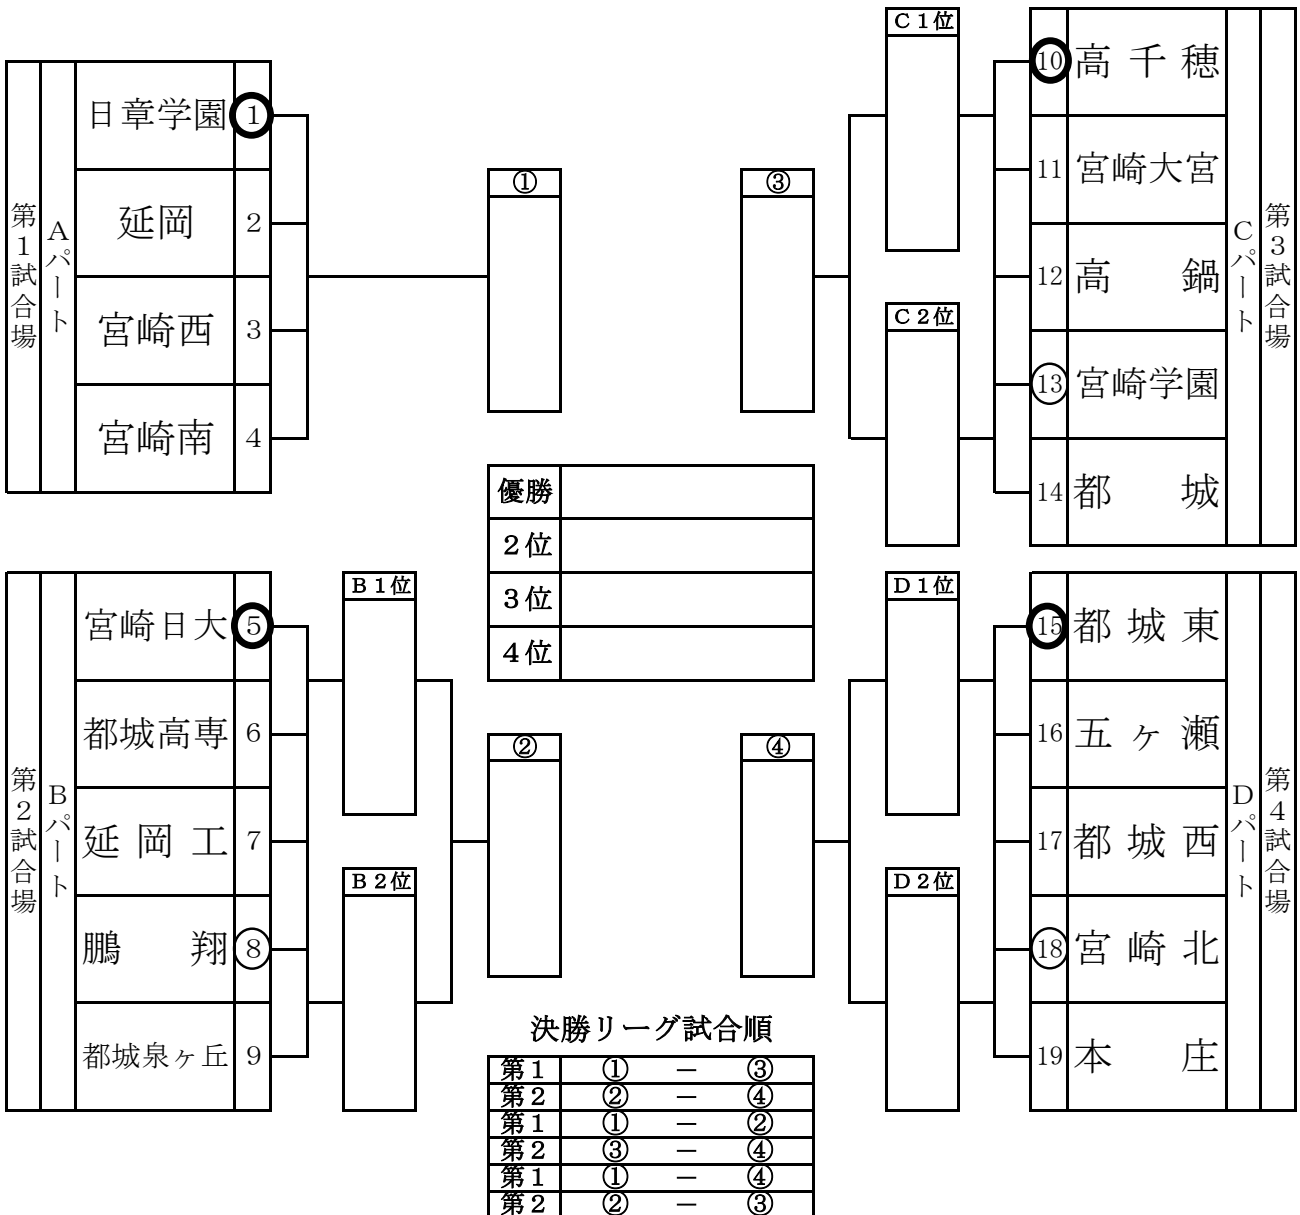 第１試合場
Ａパート
日章学園 1
延岡 2
宮崎西 3
宮崎南 4
第２試合場
Ｂパート
宮崎日大 5
都城高専 6
延岡工 7
鵬翔 8
都城泉ヶ丘 9
Ｂ１位
Ｂ２位
①
②
③
④
優勝
２位
３位
４位
決勝リーグ試合順
第１ ① － ③
第２ ② － ④
第１ ① － ②
第２ ③ － ④
第１ ① － ④
第２ ② － ③
Ｃ１位
Ｃ２位
Ｄ１位
Ｄ２位
10 高千穂
11 宮崎大宮
12 高鍋
13 宮崎学園
14 都城
Ｃパート
第３試合場
15 都城東
16 五ヶ瀬
17 都城西
18 宮崎北
19 本庄
Ｄパート
第４試合場